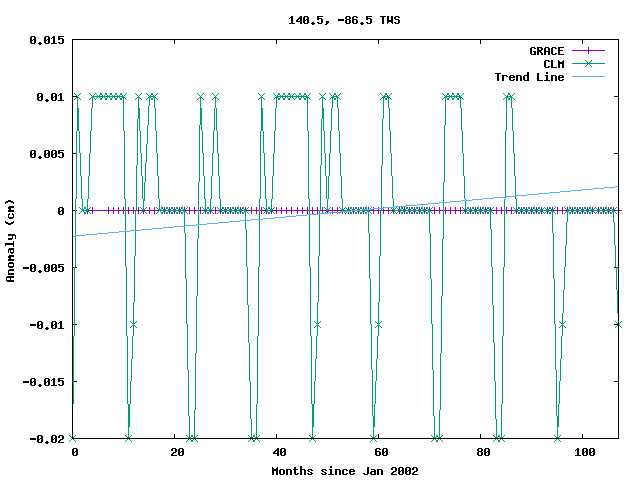 140.5, -86.5 TWS
GRACE
CLM
Trend Line
0.015
0.01
0.005
0
-0.005
-0.01
-0.015
-0.02
Anomaly (cm)
0 20 40 60 80 100
Months since Jan 2002